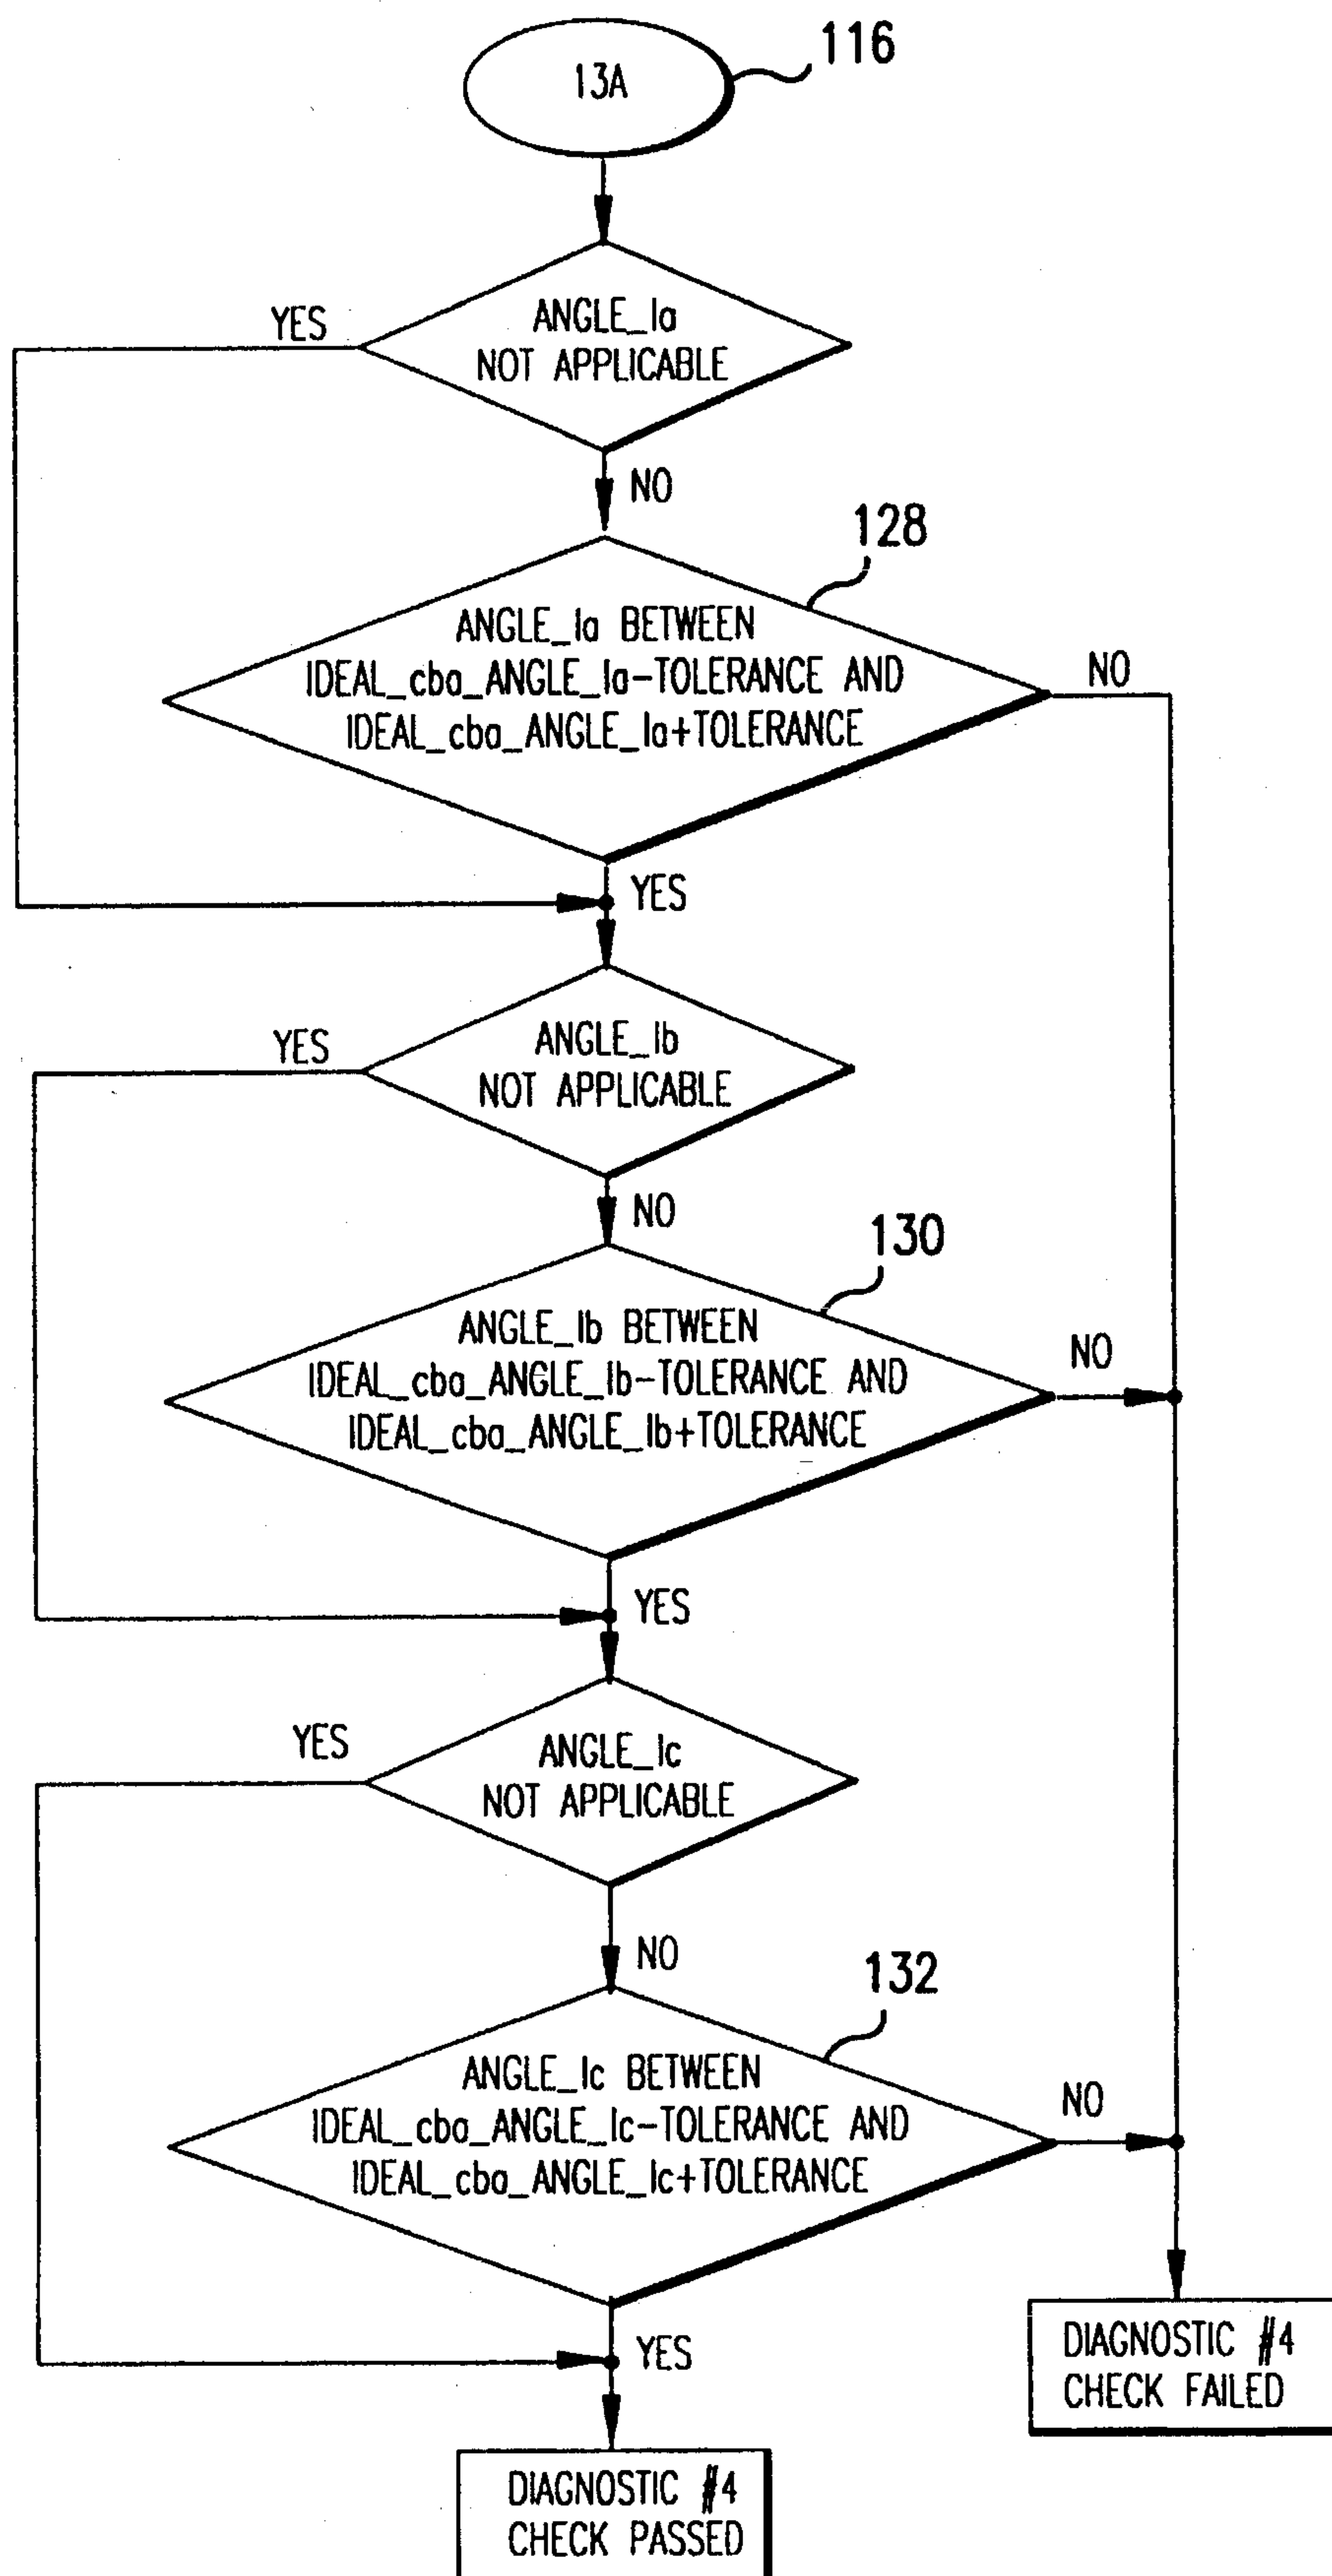 13A
116
ANGLE_Ia
NOT APPLICABLE
YES
NO
128
ANGLE_Ia BETWEEN
IDEAL_cba_ANGLE_Ia-TOLERANCE AND
IDEAL_cba_ANGLE_Ia+TOLERANCE
NO
YES
ANGLE_Ib
NOT APPLICABLE
YES
NO
130
ANGLE_Ib BETWEEN
IDEAL_cba_ANGLE_Ib-TOLERANCE AND
IDEAL_cba_ANGLE_Ib+TOLERANCE
NO
YES
ANGLE_Ic
NOT APPLICABLE
YES
NO
132
ANGLE_Ic BETWEEN
IDEAL_cba_ANGLE_Ic-TOLERANCE AND
IDEAL_cba_ANGLE_Ic+TOLERANCE
NO
YES
DIAGNOSTIC #4
CHECK FAILED
DIAGNOSTIC #4
CHECK PASSED